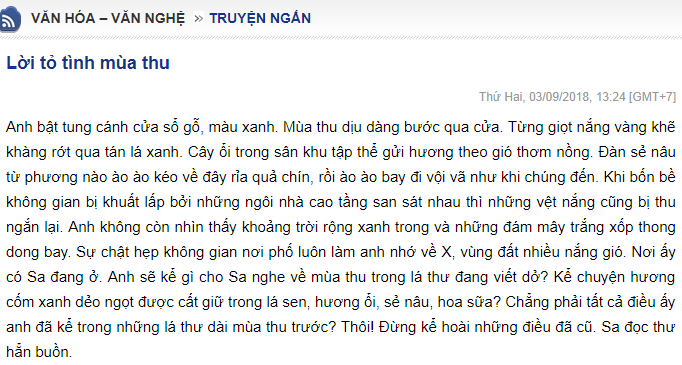 VĂN HÓA – VĂN NGHỆ » TRUYỆN NGẮN
Lời tỏ tình mùa thu
Thứ Hai, 03/09/2018, 13:24 [GMT+7]
Anh bật tung cánh cửa sổ gỗ, màu xanh. Mùa thu dịu dàng bước qua cửa. Từng giọt nắng vàng khẽ
khàng rớt qua tán lá xanh. Cây ổi trong sân khu tập thể gửi hương theo gió thơm nồng. Đàn sẻ nâu
từ phương nào ào ào kéo về đây rỉa quả chín, rồi ào ào bay đi vội vã như khi chúng đến. Khi bốn bề
không gian bị khuất lấp bởi những ngôi nhà cao tầng san sát nhau thì những vệt nắng cũng bị thu
ngắn lại. Anh không còn nhìn thấy khoảng trời rộng xanh trong và những đám mây trắng xốp thong
dong bay. Sự chật hẹp không gian nơi phố luôn làm anh nhớ về X, vùng đất nhiều nắng gió. Nơi ấy
có Sa đang ở. Anh sẽ kể gì cho Sa nghe về mùa thu trong lá thư đang viết dở? Kể chuyện hương
cốm xanh dẻo ngọt được cất giữ trong lá sen, hương ổi, sẻ nâu, hoa sữa? Chẳng phải tất cả điều ấy
anh đã kể trong những lá thư dài mùa thu trước? Thôi! Đừng kể hoài những điều đã cũ. Sa đọc thư
hẳn buồn.